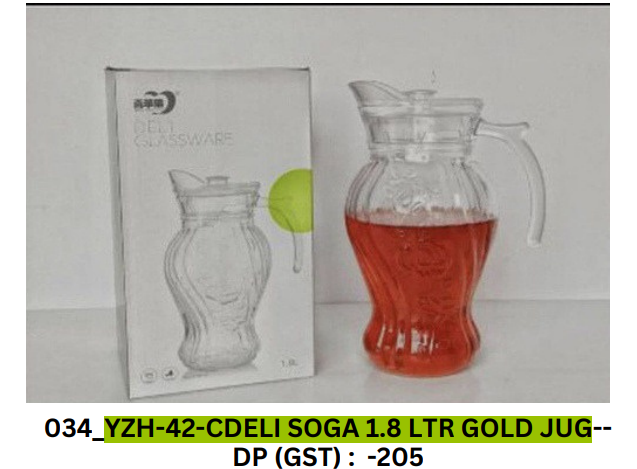 DELI
GLASSWARE
1.8L
034_YZH-42-CDELI SOGA 1.8 LTR GOLD JUG--
DP (GST) :  -205